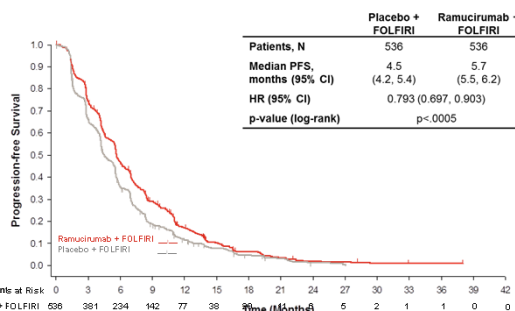 Placebo + FOLFIRI
Ramucirumab +
FOLFIRI
Patients, N 536 536
Median PFS, months (95% CI) 4.5 (4.2, 5.4) 5.7 (5.5, 6.2)
HR (95% CI) 0.793 (0.697, 0.903)
p-value (log-rank) p<.0005
Progression-free Survival
1.0
0.9
0.8
0.7
0.6
0.5
0.4
0.3
0.2
0.1
0.0
Ramucirumab + FOLFIRI
Placebo + FOLFIRI
0 3 6 9 12 15 18 21 24 27 30 33 36 39 42
nts at Risk
Time (Months)
+ FOLFIRI 536 381 234 142 77 38 5 2 1 1 0 0